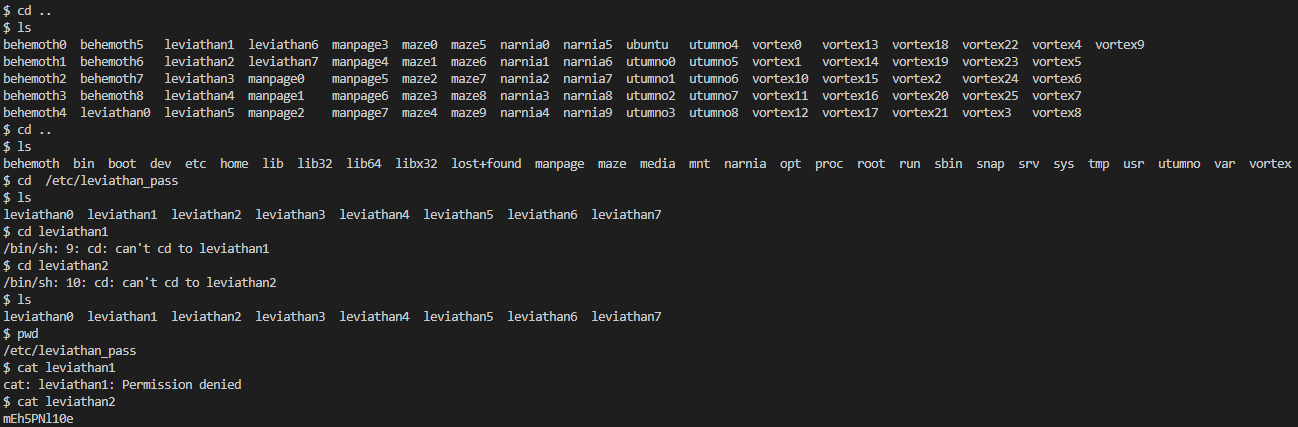 $ cd ..
$ ls
behemoth0  behemoth5   leviathan1  leviathan6  manpage3  maze0  maze5  narnia0  narnia5  ubuntu   utumno4  vortex0   vortex13  vortex18  vortex22  vortex4  vortex9
behemoth1  behemoth6   leviathan2  leviathan7  manpage4  maze1  maze6  narnia1  narnia6  utumno0  utumno5  vortex1   vortex14  vortex19  vortex23  vortex5
behemoth2  behemoth7   leviathan3  manpage0    manpage5  maze2  maze7  narnia2  narnia7  utumno1  utumno6  vortex10  vortex15  vortex2   vortex24  vortex6
behemoth3  behemoth8   leviathan4  manpage1    manpage6  maze3  maze8  narnia3  narnia8  utumno2  utumno7  vortex11  vortex16  vortex20  vortex25  vortex7
behemoth4  leviathan0  leviathan5  manpage2    manpage7  maze4  maze9  narnia4  narnia9  utumno3  utumno8  vortex12  vortex17  vortex21  vortex3   vortex8
$ cd ..
$ ls
behemoth  bin  boot  dev  etc  home  lib  lib32  lib64  libx32  lost+found  manpage  maze  media  mnt  narnia  opt  proc  root  run  sbin  snap  srv  sys  tmp  usr  utumno  var  vortex
$ cd  /etc/leviathan_pass
$ ls
leviathan0  leviathan1  leviathan2  leviathan3  leviathan4  leviathan5  leviathan6  leviathan7
$ cd leviathan1
/bin/sh: 9: cd: can't cd to leviathan1
$ cd leviathan2
/bin/sh: 10: cd: can't cd to leviathan2
$ ls
leviathan0  leviathan1  leviathan2  leviathan3  leviathan4  leviathan5  leviathan6  leviathan7
$ pwd
/etc/leviathan_pass
$ cat leviathan1
cat: leviathan1: Permission denied
$ cat leviathan2
mEh5PNl10e